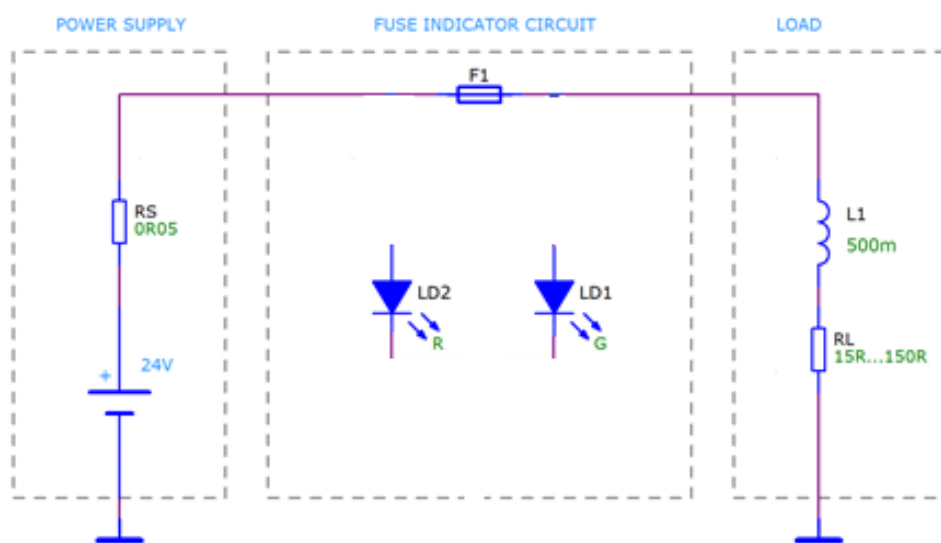 POWER SUPPLY
FUSE INDICATOR CIRCUIT
LOAD
F1
RS
0R05
L1
500m
LD2
R
LD1
G
RL
15R...150R
24V
+